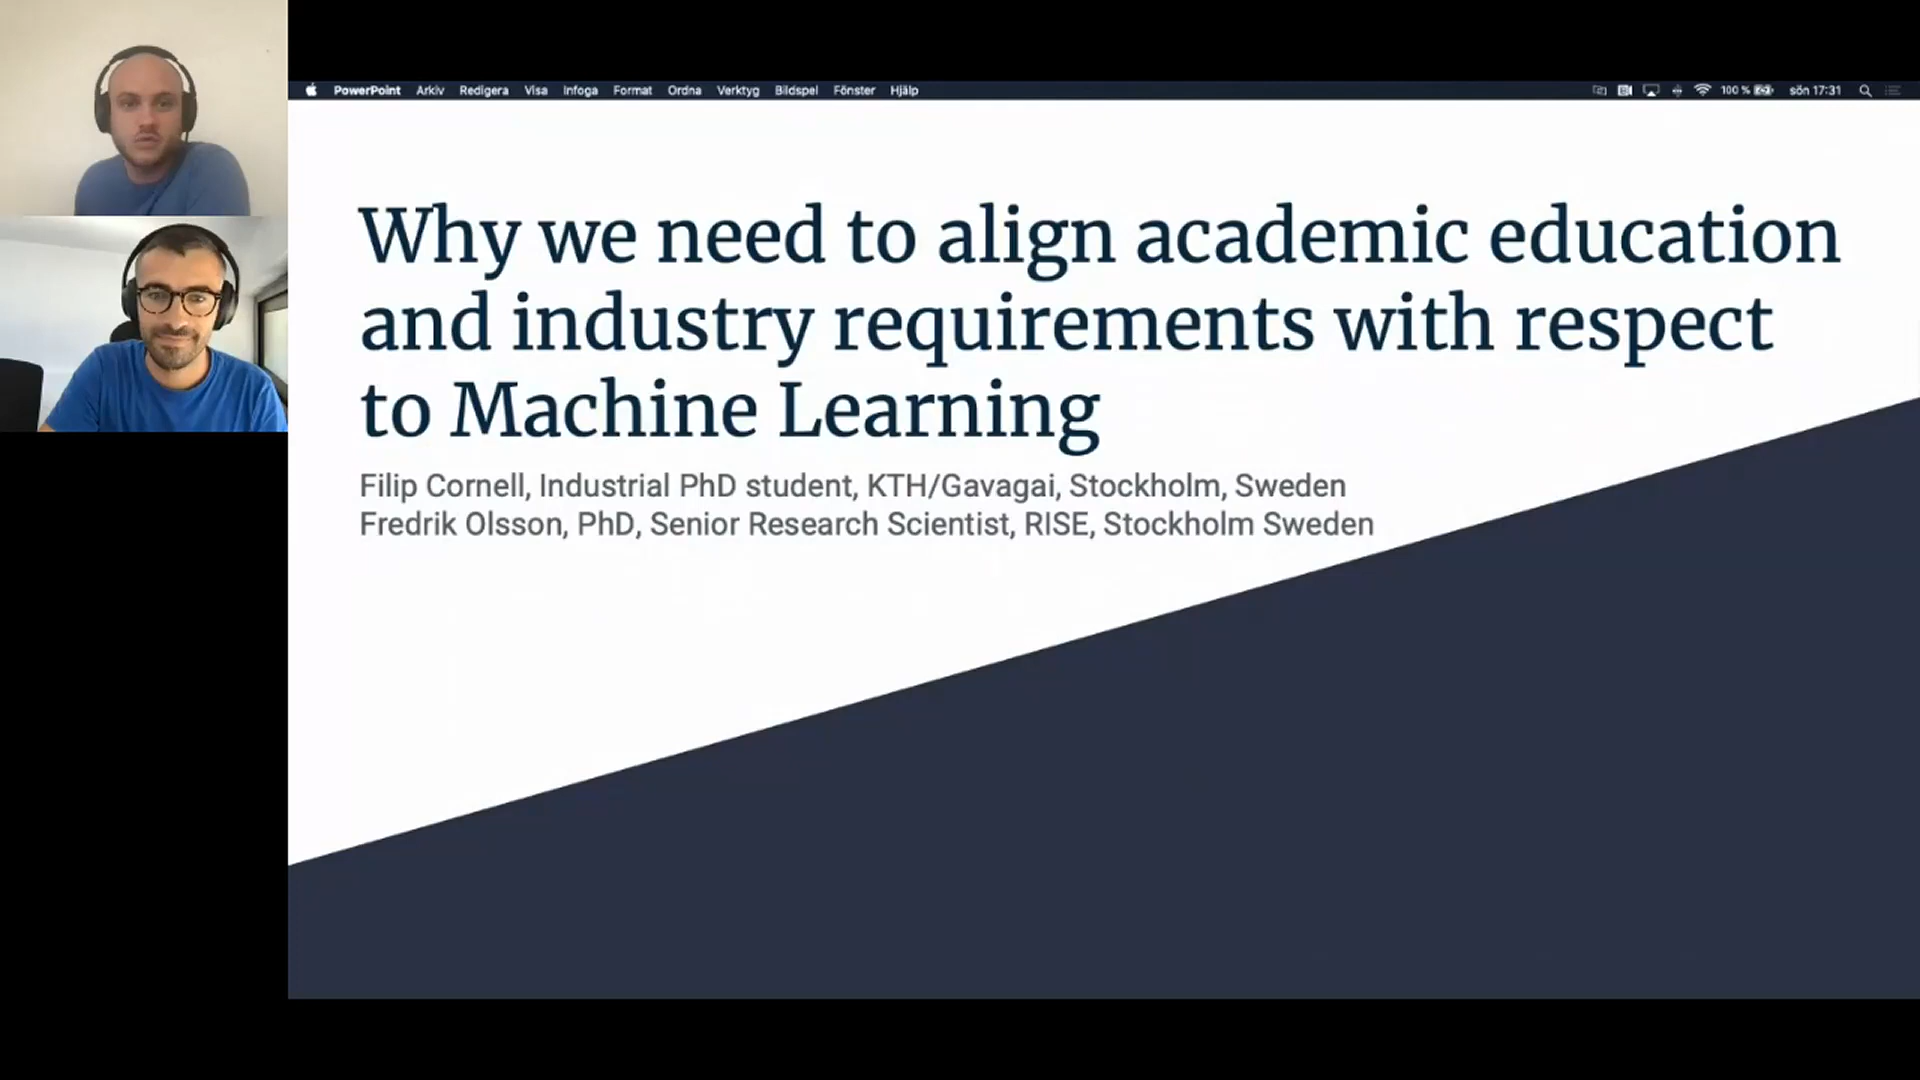 PowerPoint Arkiv Redigera Visa Infoga Format Ordna Verktyg Bildspel Fönster Hjälp 100 % sön 17:31
Why we need to align academic education
and industry requirements with respect
to Machine Learning
Filip Cornell, Industrial PhD student, KTH/Gavagai, Stockholm, Sweden
Fredrik Olsson, PhD, Senior Research Scientist, RISE, Stockholm Sweden